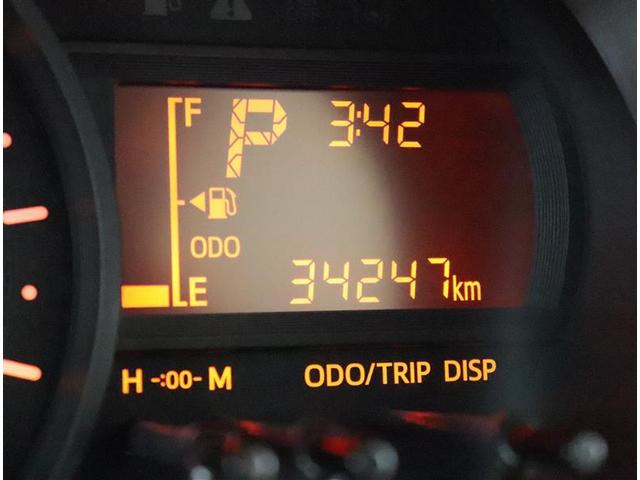 F P 3:42
ODO
E 34247km
H -:00- M ODO/TRIP DISP